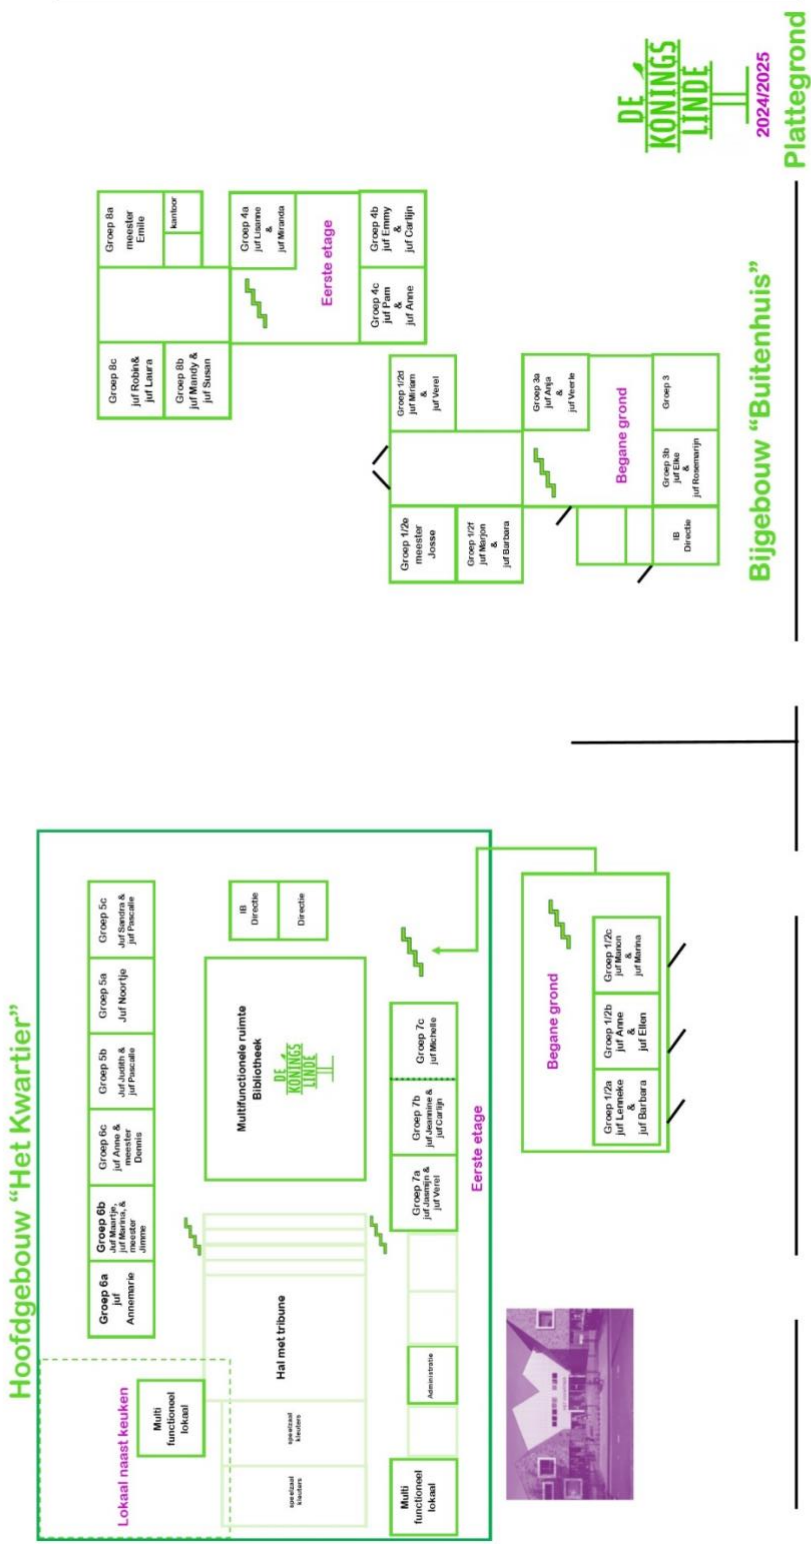 Hoofdgebouw "Het Kwartier"
Lokaal naast keuken
Multi
functioneel
lokaal
Groep 6a
juf
Annemarie
Groep 6b
Juf Maartje,
juf Marina, &
meester
Jimme
Groep 6c
juf Anne &
meester
Dennis
Groep 5b
Juf Judith &
juf Pascalle
Groep 5a
Juf Noortje
Groep 5c
Juf Sandra &
juf Pascalle
speelzaal
kleuters
speelzaal
kleuters
Hal met tribune
Multifunctionele ruimte
Bibliotheek
DE
KONINGS
LINDE
IB
Directie
Directie
Multi
functioneel
lokaal
Administratie
Groep 7a
juf Jasmijn &
juf Verel
Groep 7b
juf Jeannine &
juf Carlijn
Groep 7c
juf Michelle
Eerste etage
Begane grond
Groep 1/2a
juf Lenneke
&
juf Barbara
Groep 1/2b
juf Anne
&
juf Ellen
Groep 1/2c
juf Manon
&
juf Marina
Groep 8c
juf Robin&
juf Laura
Groep 8b
juf Mandy &
juf Susan
Groep 8a
meester
Emile
kantoor
Groep 4a
juf Lisanne
&
juf Miranda
Eerste etage
Groep 4c
juf Pam
&
juf Anne
Groep 4b
juf Emmy
&
juf Carlijn
Groep 1/2e
meester
Josse
Groep 1/2f
juf Marjon
&
juf Barbara
Groep 1/2d
juf Miriam
&
juf Verel
Groep 3a
juf Anja
&
juf Veerle
Begane grond
IB
Directie
Groep 3b
juf Elke
&
juf Rosemarijn
Groep 3
Bijgebouw "Buitenhuis"
DE
KONINGS
LINDE
2024/2025
Plattegrond